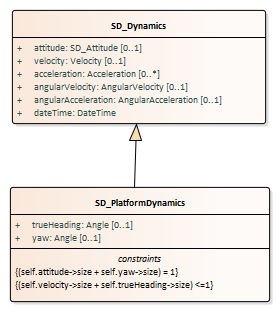 SD_Dynamics
+ attitude: SD_Attitude [0..1]
+ velocity: Velocity [0..1]
+ acceleration: Acceleration [0..*]
+ angularVelocity: AngularVelocity [0..1]
+ angularAcceleration: AngularAcceleration [0..1]
+ dateTime: DateTime
SD_PlatformDynamics
+ trueHeading: Angle [0..1]
+ yaw: Angle [0..1]
constraints
{(self.attitude->size + self.yaw->size) = 1}
{(self.velocity->size + self.trueHeading->size) <=1}